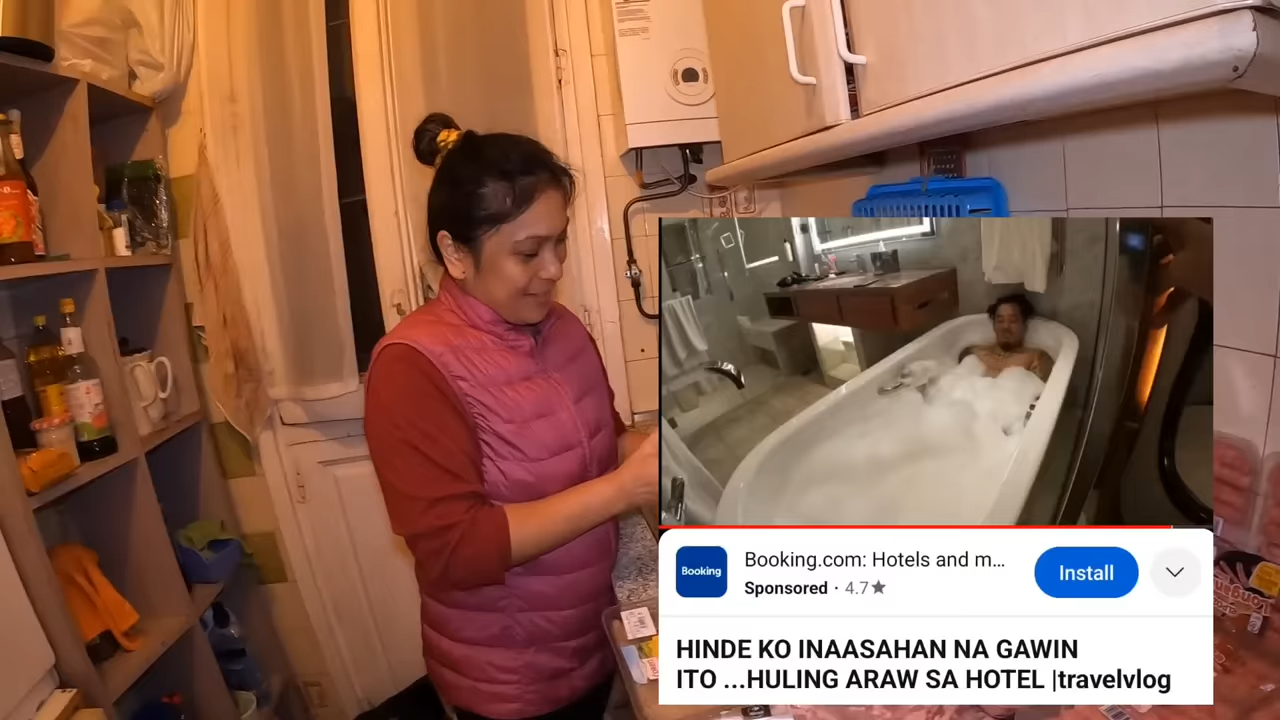 Booking
Booking.com: Hotels and m...
Sponsored · 4.7★
Install
HINDE KO INAASAHAN NA GAWIN
ITO ...HULING ARAW SA HOTEL |travelvlog
Longan